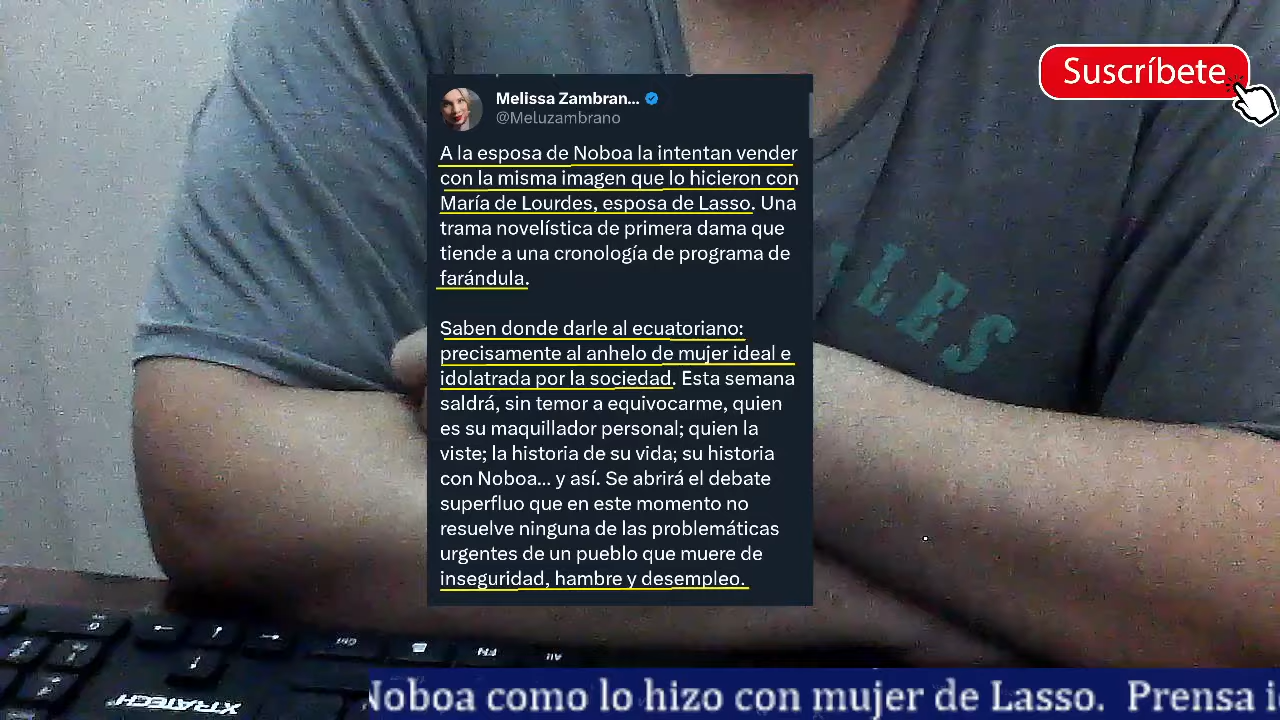 Suscríbete
Melissa Zambran...
@Meluzambrano
A la esposa de Noboa la intentan vender
con la misma imagen que lo hicieron con
María de Lourdes, esposa de Lasso. Una
trama novelística de primera dama que
tiende a una cronología de programa de
farándula.
Saben donde darle al ecuatoriano:
precisamente al anhelo de mujer ideal e
idolatrada por la sociedad. Esta semana
saldrá, sin temor a equivocarme, quien
es su maquillador personal; quien la
viste; la historia de su vida; su historia
con Noboa... y así. Se abrirá el debate
superfluo que en este momento no
resuelve ninguna de las problemáticas
urgentes de un pueblo que muere de
inseguridad, hambre y desempleo.
LES
XTRATECH
Noboa como lo hizo con mujer de Lasso. Prensa i